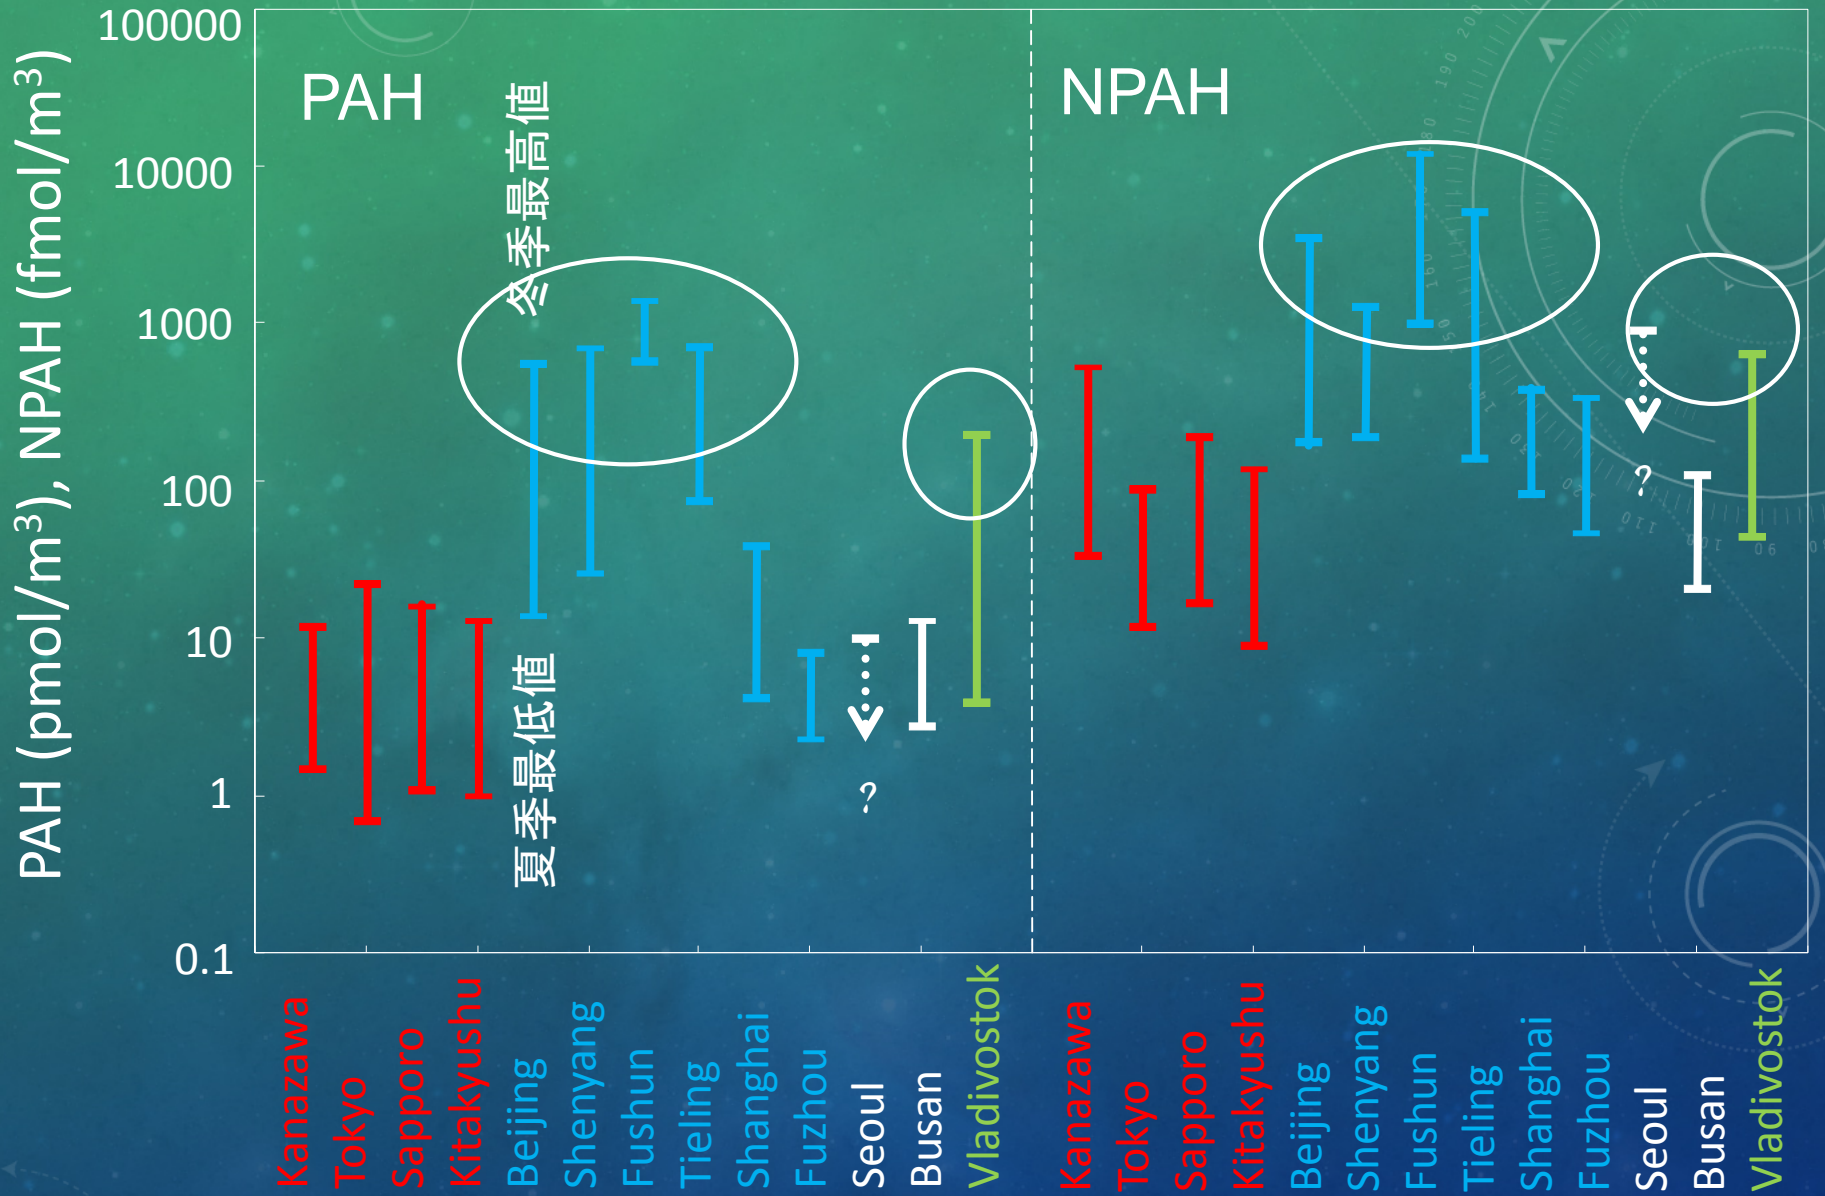 PAH (pmol/m³), NPAH (fmol/m³)
100000
10000
1000
100
10
1
0.1
PAH
NPAH
冬季最高値
夏季最低値
?
?
Kanazawa
Tokyo
Sapporo
Kitakyushu
Beijing
Shenyang
Fushun
Tieling
Shanghai
Fuzhou
Seoul
Busan
Vladivostok
Kanazawa
Tokyo
Sapporo
Kitakyushu
Beijing
Shenyang
Fushun
Tieling
Shanghai
Fuzhou
Seoul
Busan
Vladivostok